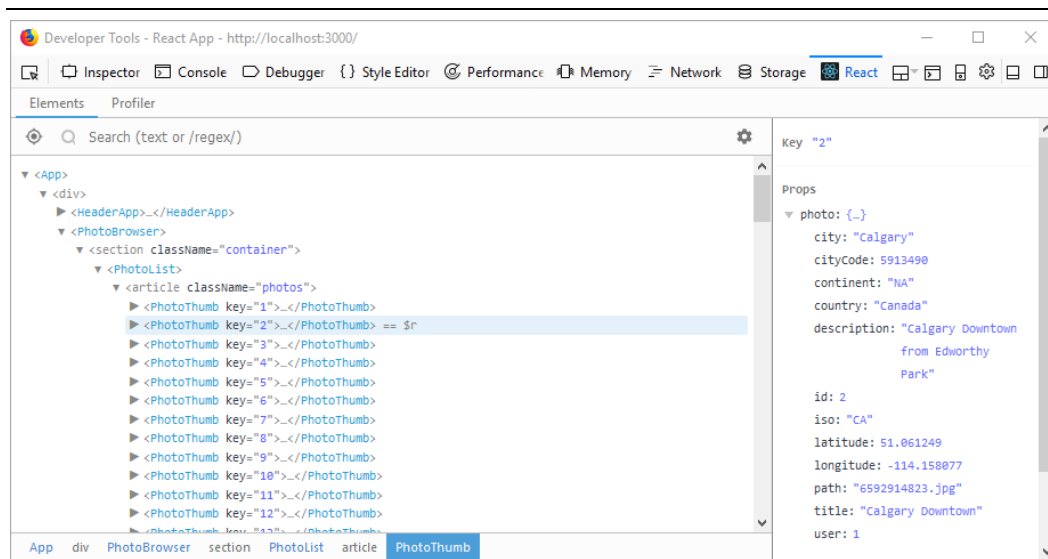 Developer Tools - React App - http://localhost:3000/
Inspector Console Debugger {} Style Editor Performance Memory Network Storage React
Elements Profiler
Search (text or /regex/)
▼ <App>
▼ <div>
▶ <HeaderApp>…</HeaderApp>
▼ <PhotoBrowser>
▼ <section className="container">
▼ <PhotoList>
▼ <article className="photos">
▶ <PhotoThumb key="1">…</PhotoThumb>
▶ <PhotoThumb key="2">…</PhotoThumb> == $r
▶ <PhotoThumb key="3">…</PhotoThumb>
▶ <PhotoThumb key="4">…</PhotoThumb>
▶ <PhotoThumb key="5">…</PhotoThumb>
▶ <PhotoThumb key="6">…</PhotoThumb>
▶ <PhotoThumb key="7">…</PhotoThumb>
▶ <PhotoThumb key="8">…</PhotoThumb>
▶ <PhotoThumb key="9">…</PhotoThumb>
▶ <PhotoThumb key="10">…</PhotoThumb>
▶ <PhotoThumb key="11">…</PhotoThumb>
▶ <PhotoThumb key="12">…</PhotoThumb>
App div PhotoBrowser section PhotoList article PhotoThumb
Key "2"
Props
▼ photo: {…}
city: "Calgary"
cityCode: 5913490
continent: "NA"
country: "Canada"
description: "Calgary Downtown
from Edworthy
Park"
id: 2
iso: "CA"
latitude: 51.061249
longitude: -114.158077
path: "6592914823.jpg"
title: "Calgary Downtown"
user: 1